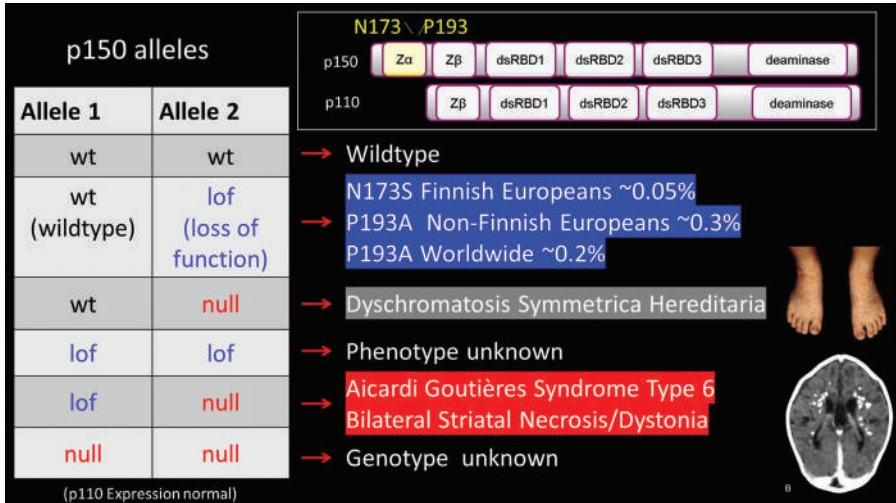 p150 alleles
N173 \ / P193
p150 Zα Zβ dsRBD1 dsRBD2 dsRBD3 deaminase
p110 Zβ dsRBD1 dsRBD2 dsRBD3 deaminase
Allele 1 Allele 2
wt wt → Wildtype
wt
(wildtype)
lof
(loss of
function)
→ N173S Finnish Europeans ~0.05%
P193A Non-Finnish Europeans ~0.3%
P193A Worldwide ~0.2%
wt null → Dyschromatosis Symmetrica Hereditaria
lof lof → Phenotype unknown
lof null → Aicardi Goutières Syndrome Type 6
Bilateral Striatal Necrosis/Dystonia
null null → Genotype unknown
(p110 Expression normal)
B